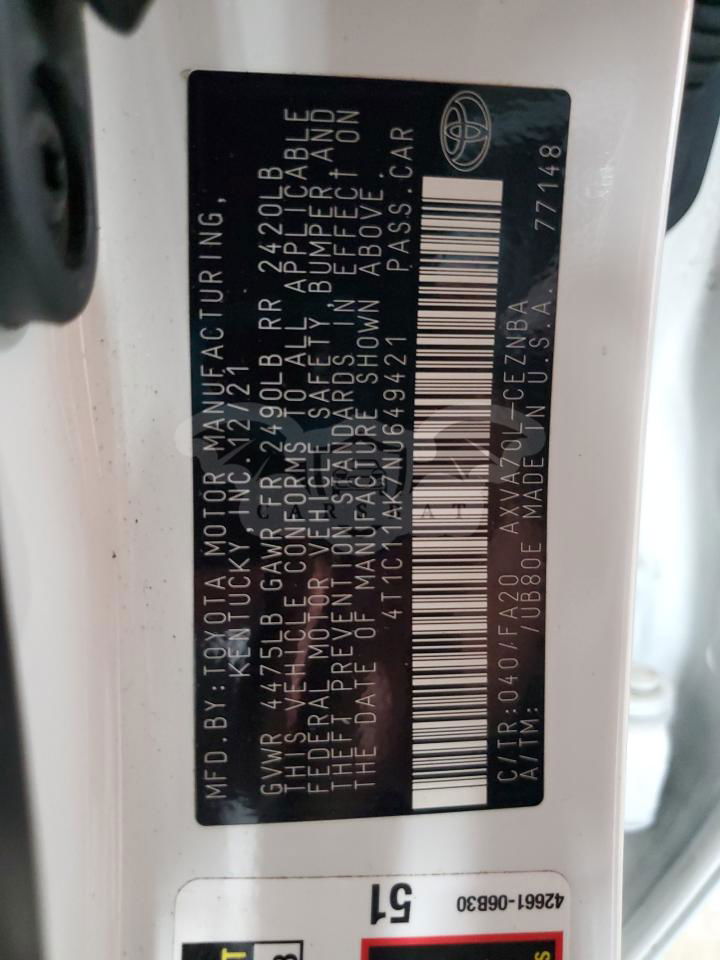 MFD.BY:TOYOTA MOTOR MANUFACTURING,
KENTUCKY INC. 12/21
GVWR 4475LB GAWR FR 2490LB RR 2420LB
THIS VEHICLE CONFORMS TO ALL APPLICABLE
FEDERAL MOTOR VEHICLE SAFETY, BUMPER AND
THEFT PREVENTION STANDARDS IN EFFECT ON
THE DATE OF MANUFACTURE SHOWN ABOVE.
PASS.CAR
C/TR:040/FA20 AXVA70L-CEZNBA
A/TM: /UB80E MADE IN U.S.A. 77148
51
42661-06B30